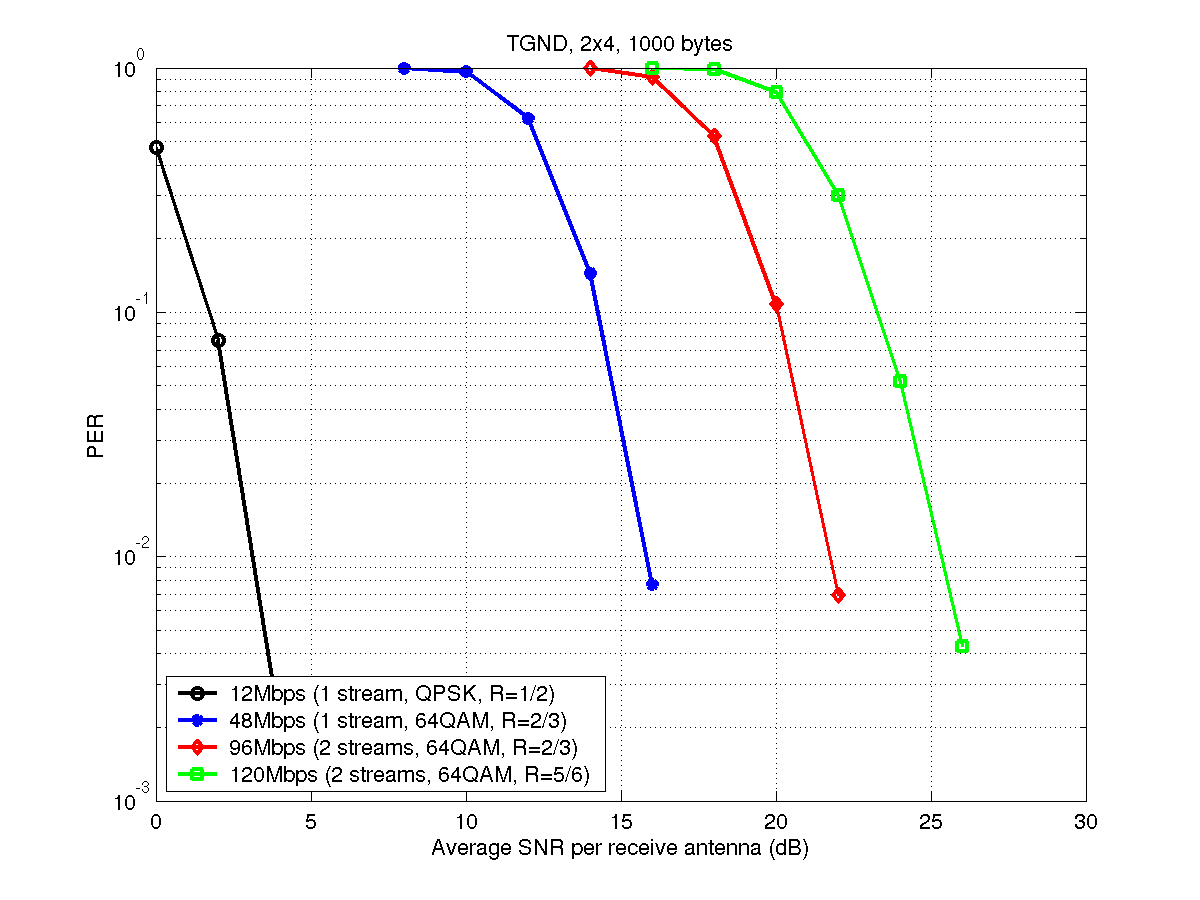 TGND, 2x4, 1000 bytes
10^0
10^-1
10^-2
10^-3
PER
0 5 10 15 20 25 30
Average SNR per receive antenna (dB)
12Mbps (1 stream, QPSK, R=1/2)
48Mbps (1 stream, 64QAM, R=2/3)
96Mbps (2 streams, 64QAM, R=2/3)
120Mbps (2 streams, 64QAM, R=5/6)